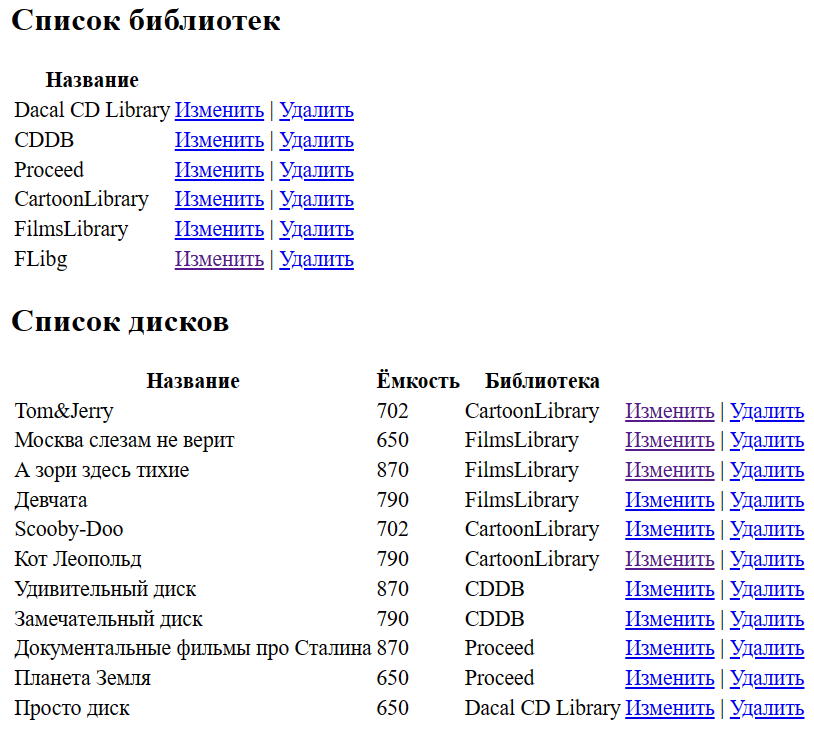 Список библиотек
Название
Dacal CD Library Изменить | Удалить
CDDB Изменить | Удалить
Proceed Изменить | Удалить
CartoonLibrary Изменить | Удалить
FilmsLibrary Изменить | Удалить
FLibg Изменить | Удалить
Список дисков
Название Ёмкость Библиотека
Tom&Jerry 702 CartoonLibrary Изменить | Удалить
Москва слезам не верит 650 FilmsLibrary Изменить | Удалить
А зори здесь тихие 870 FilmsLibrary Изменить | Удалить
Девчата 790 FilmsLibrary Изменить | Удалить
Scooby-Doo 702 CartoonLibrary Изменить | Удалить
Кот Леопольд 790 CartoonLibrary Изменить | Удалить
Удивительный диск 870 CDDB Изменить | Удалить
Замечательный диск 790 CDDB Изменить | Удалить
Документальные фильмы про Сталина 870 Proceed Изменить | Удалить
Планета Земля 650 Proceed Изменить | Удалить
Просто диск 650 Dacal CD Library Изменить | Удалить